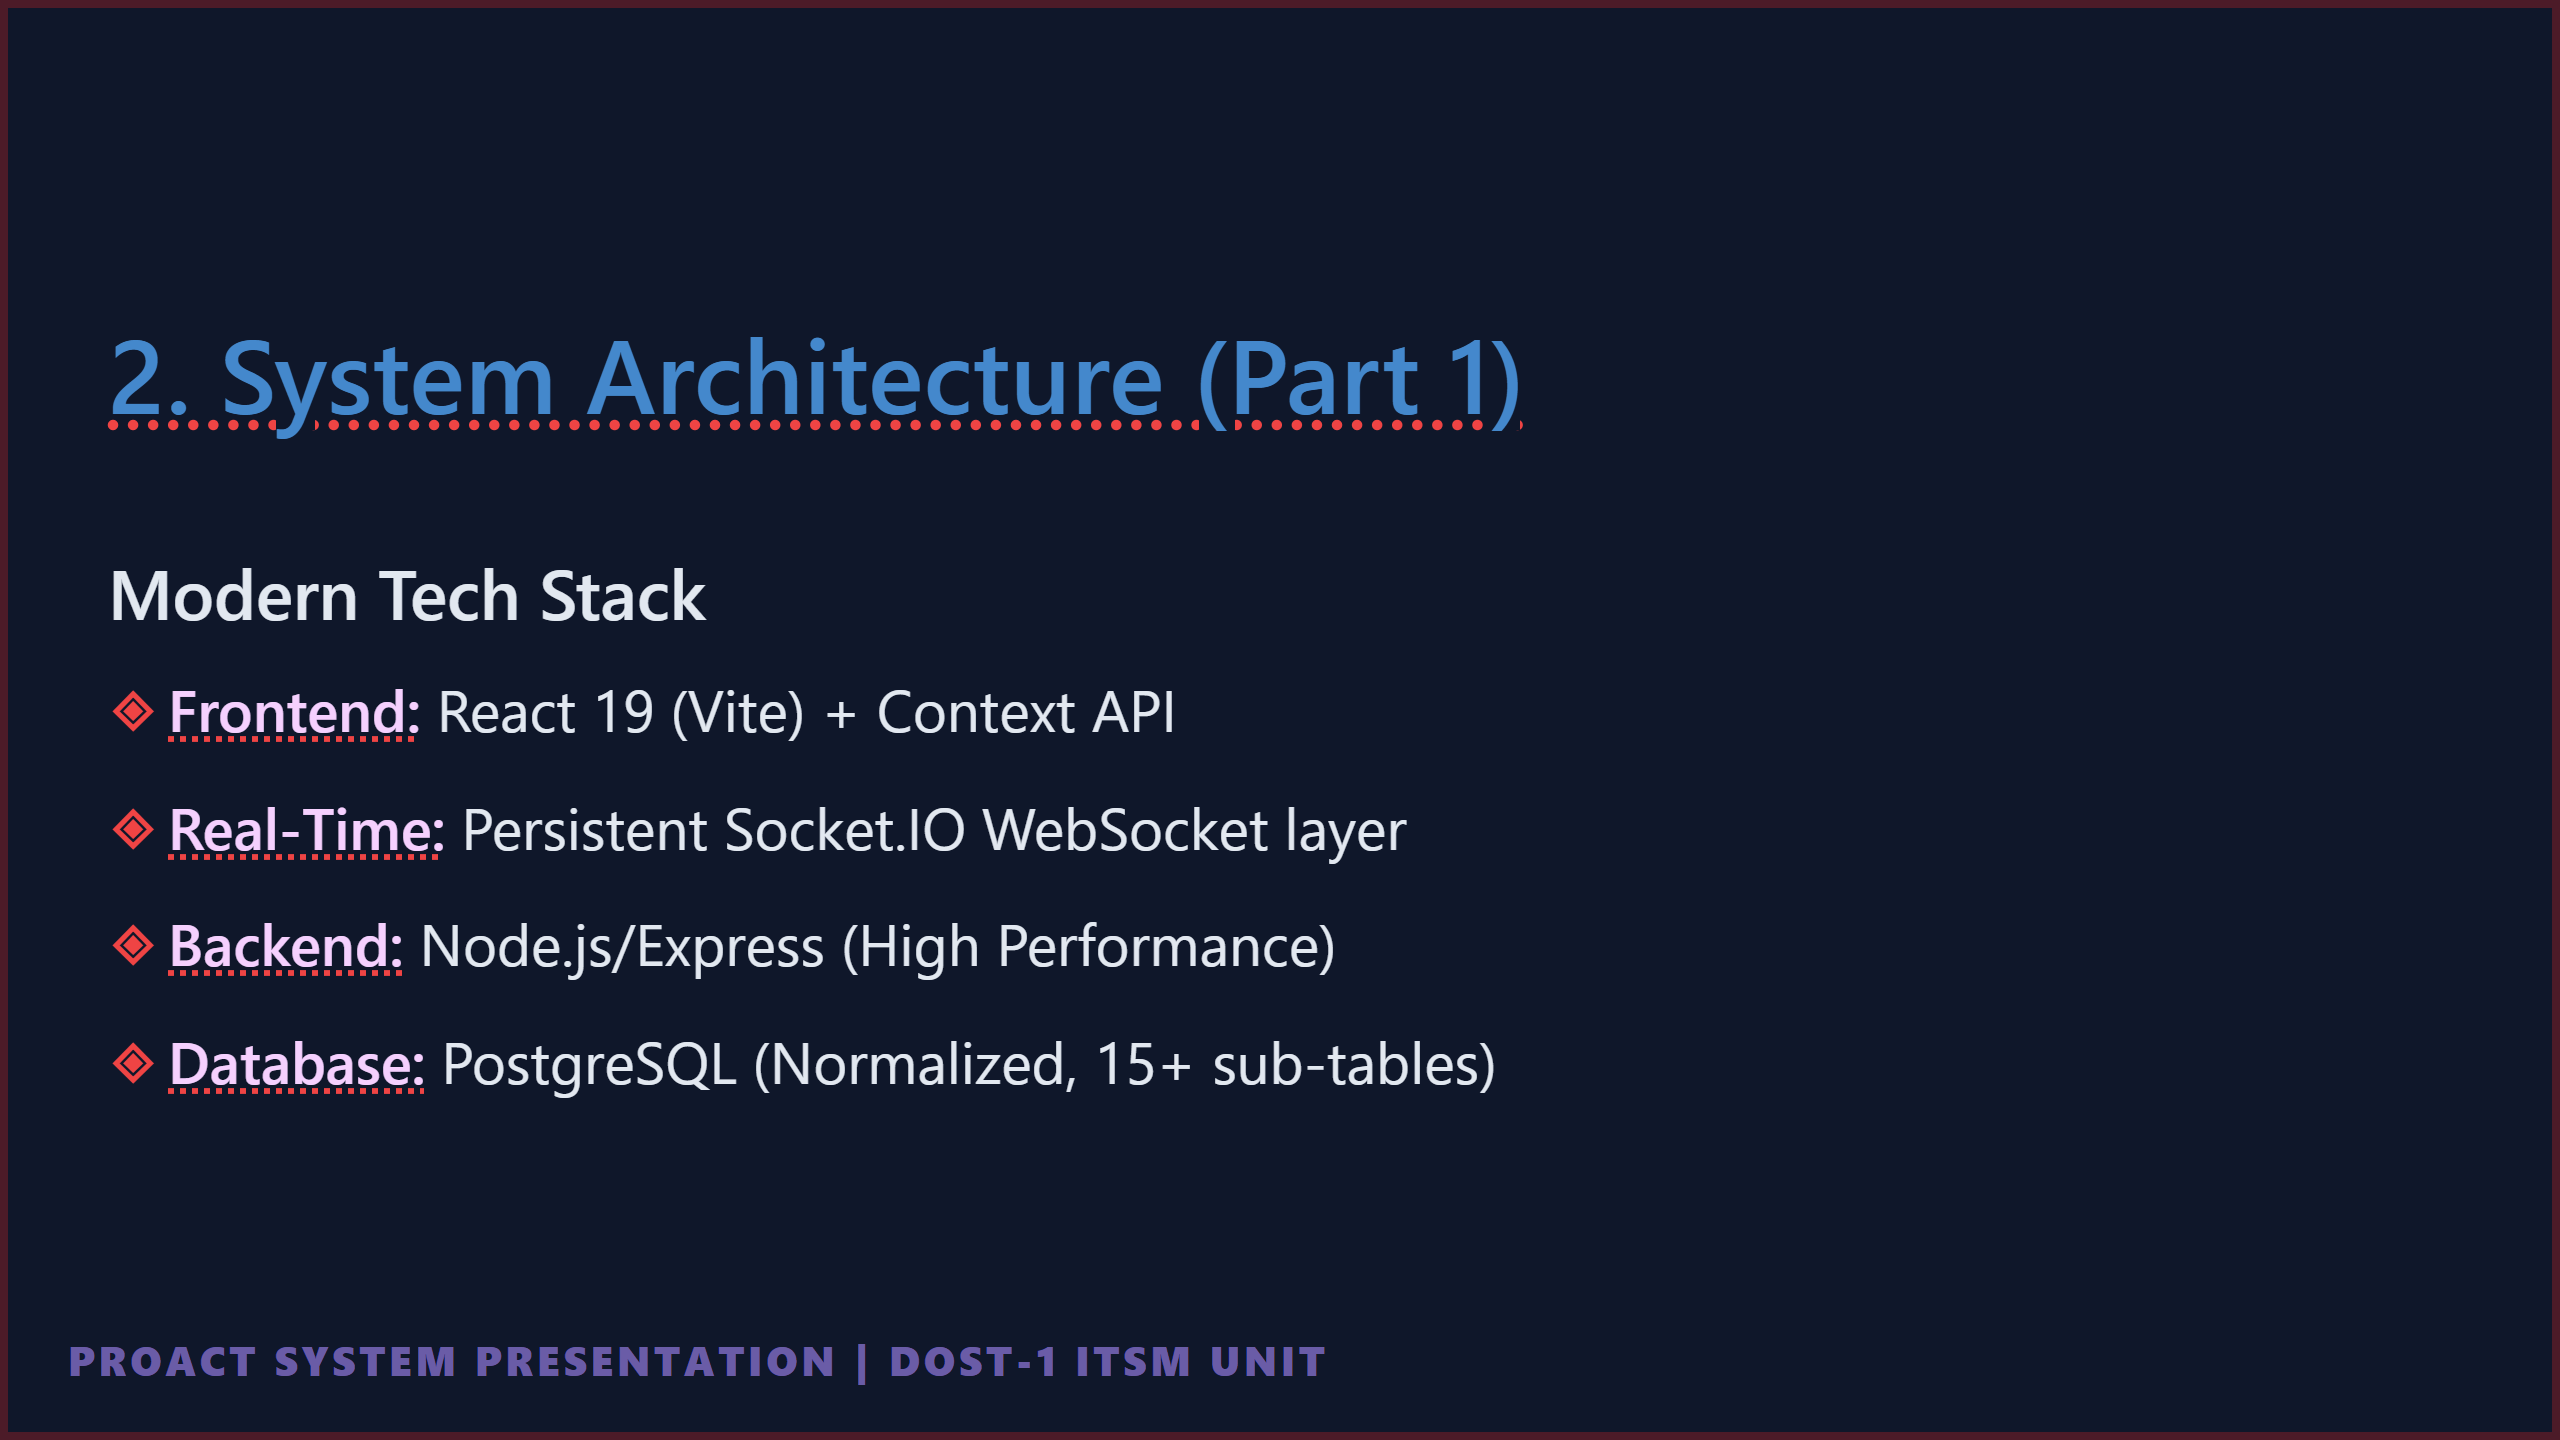 2. System Architecture (Part 1)
Modern Tech Stack
Frontend: React 19 (Vite) + Context API
Real-Time: Persistent Socket.IO WebSocket layer
Backend: Node.js/Express (High Performance)
Database: PostgreSQL (Normalized, 15+ sub-tables)
PROACT SYSTEM PRESENTATION | DOST-1 ITSM UNIT